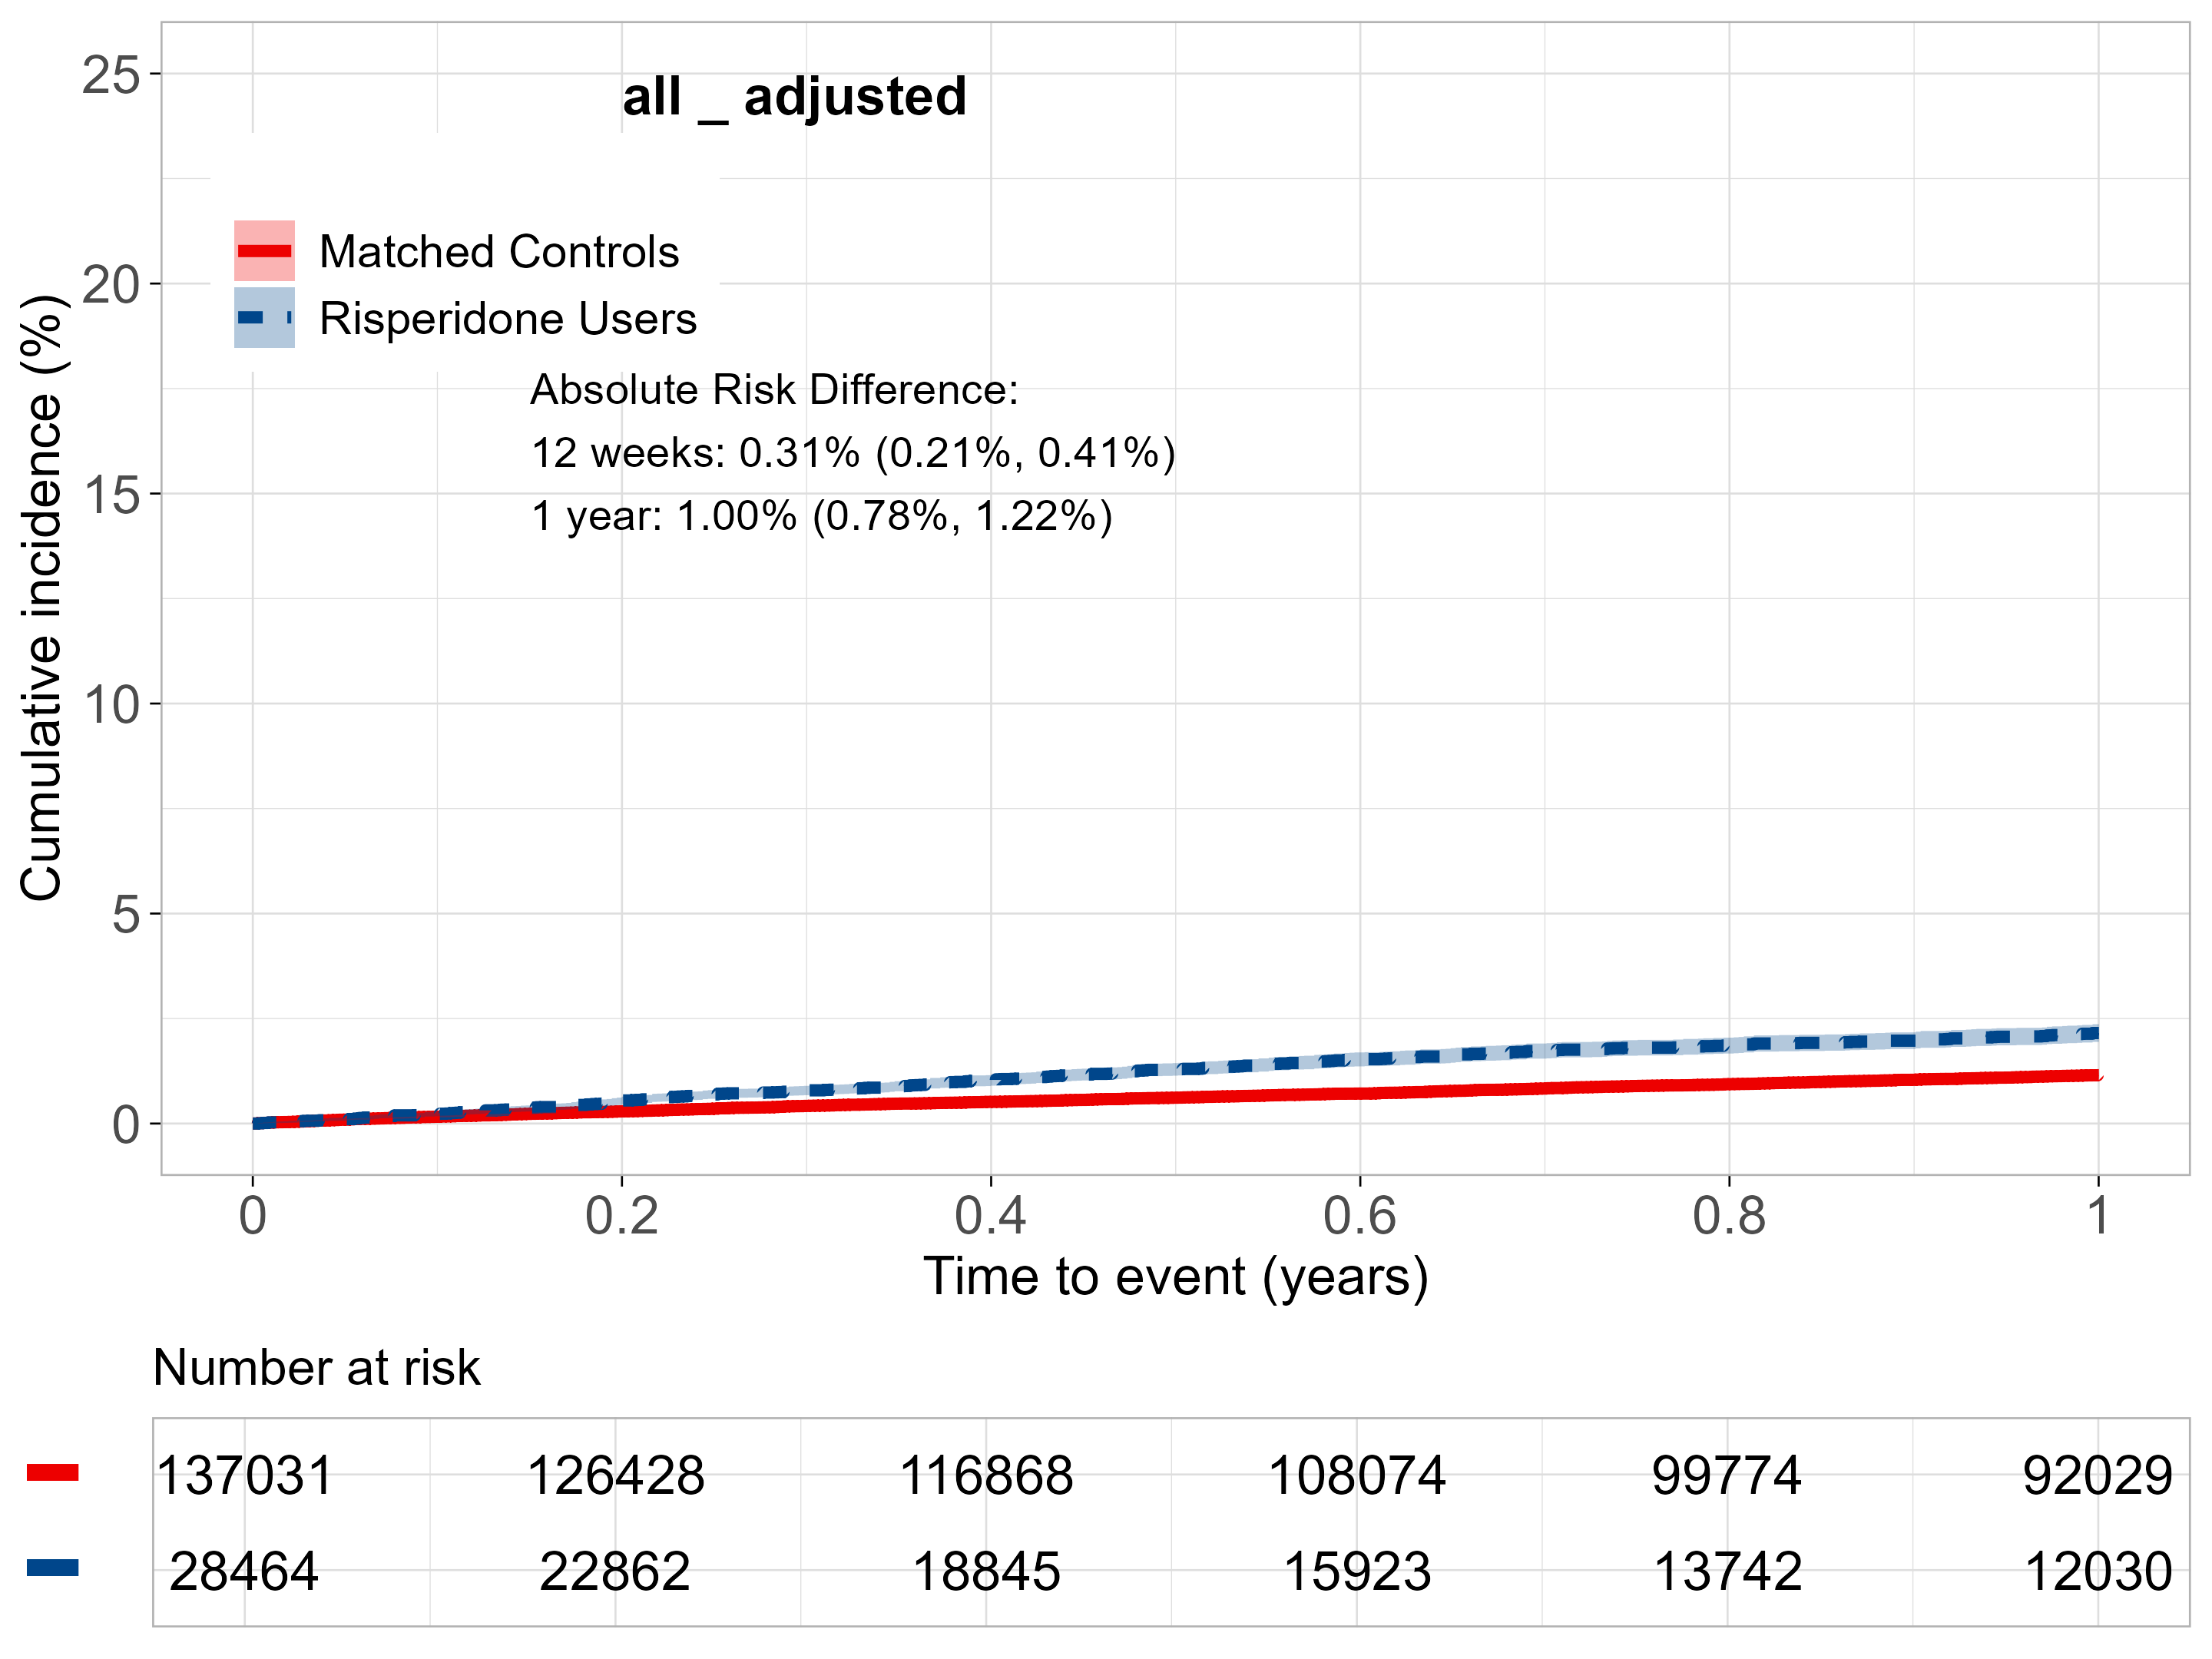 all _ adjusted
Matched Controls
Risperidone Users
Absolute Risk Difference:
12 weeks: 0.31% (0.21%, 0.41%)
1 year: 1.00% (0.78%, 1.22%)
Cumulative incidence (%)
25
20
15
10
5
0
0 0.2 0.4 0.6 0.8 1
Time to event (years)
Number at risk
137031 126428 116868 108074 99774 92029
28464 22862 18845 15923 13742 12030